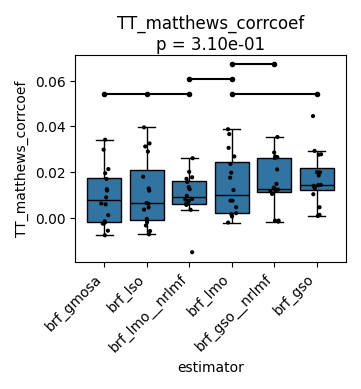 TT_matthews_corrcoef
p = 3.10e-01
TT_matthews_corrcoef
0.06
0.04
0.02
0.00
brf_gmosa
brf_lso
brf_lmo__nrlmf
brf_lmo
brf_gso__nrlmf
brf_gso
estimator